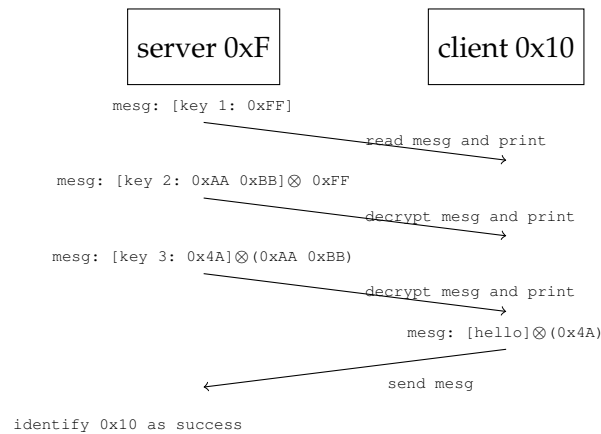 server 0xF
client 0x10
mesg: [key 1: 0xFF]
read mesg and print
mesg: [key 2: 0xAA 0xBB]⊗ 0xFF
decrypt mesg and print
mesg: [key 3: 0x4A]⊗(0xAA 0xBB)
decrypt mesg and print
mesg: [hello]⊗(0x4A)
send mesg
identify 0x10 as success